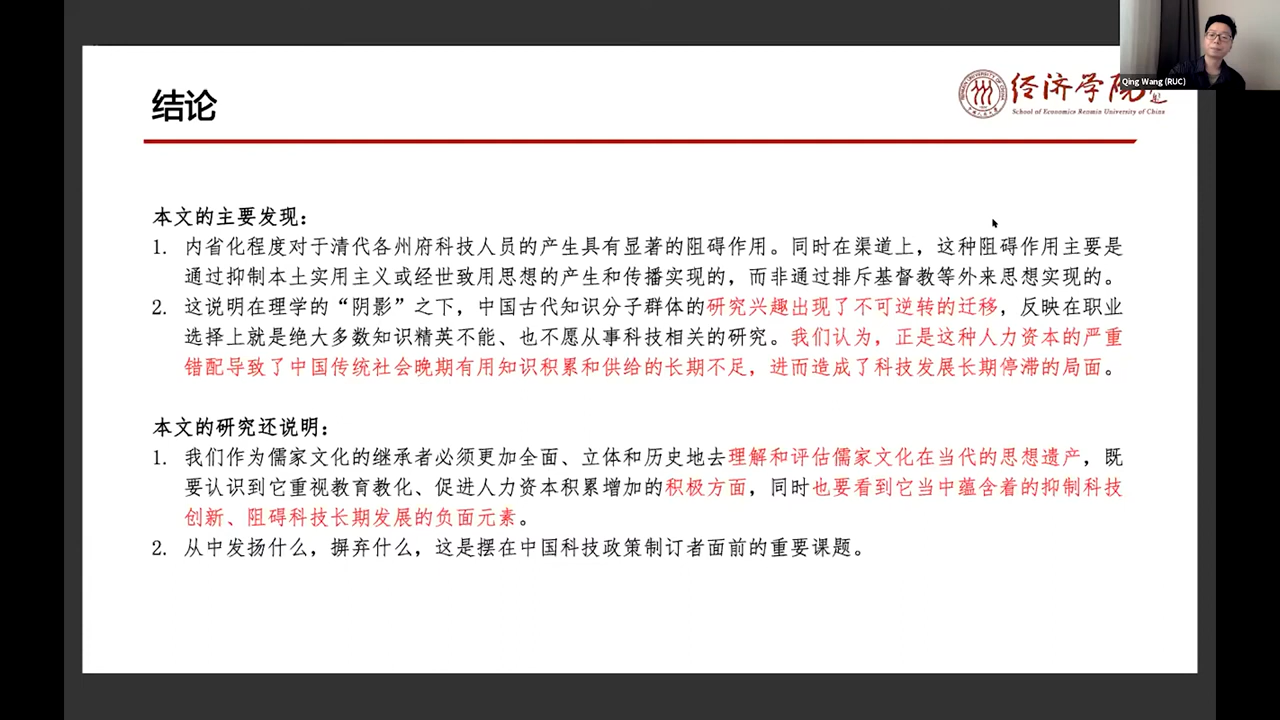 Qing Wang (RUC)
结论
经济学院
School of Economics Renmin University of China
本文的主要发现：
1. 内省化程度对于清代各州府科技人员的产生具有显著的阻碍作用。同时在渠道上，这种阻碍作用主要是
通过抑制本土实用主义或经世致用思想的产生和传播实现的，而非通过排斥基督教等外来思想实现的。
2. 这说明在理学的“阴影”之下，中国古代知识分子群体的研究兴趣出现了不可逆转的迁移，反映在职业
选择上就是绝大多数知识精英不能、也不愿从事科技相关的研究。我们认为，正是这种人力资本的严重
错配导致了中国传统社会晚期有用知识积累和供给的长期不足，进而造成了科技发展长期停滞的局面。
本文的研究还说明：
1. 我们作为儒家文化的继承者必须更加全面、立体和历史地去理解和评估儒家文化在当代的思想遗产，既
要认识到它重视教育教化、促进人力资本积累增加的积极方面，同时也要看到它当中蕴含着的抑制科技
创新、阻碍科技长期发展的负面元素。
2. 从中发扬什么，摒弃什么，这是摆在中国科技政策制订者面前的重要课题。